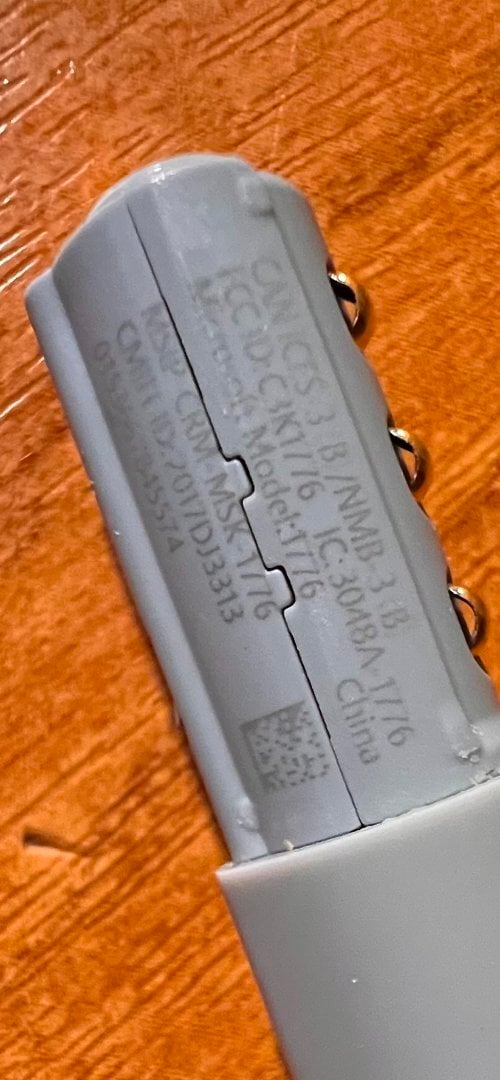 CAN ICES-3 B /NMB-3 B
FCC ID:C3K1776 IC:3048A-1776
Microsoft Model:1776 China
MSIP-CRM-MSK-1776
CMIIT ID:2017DJ3313